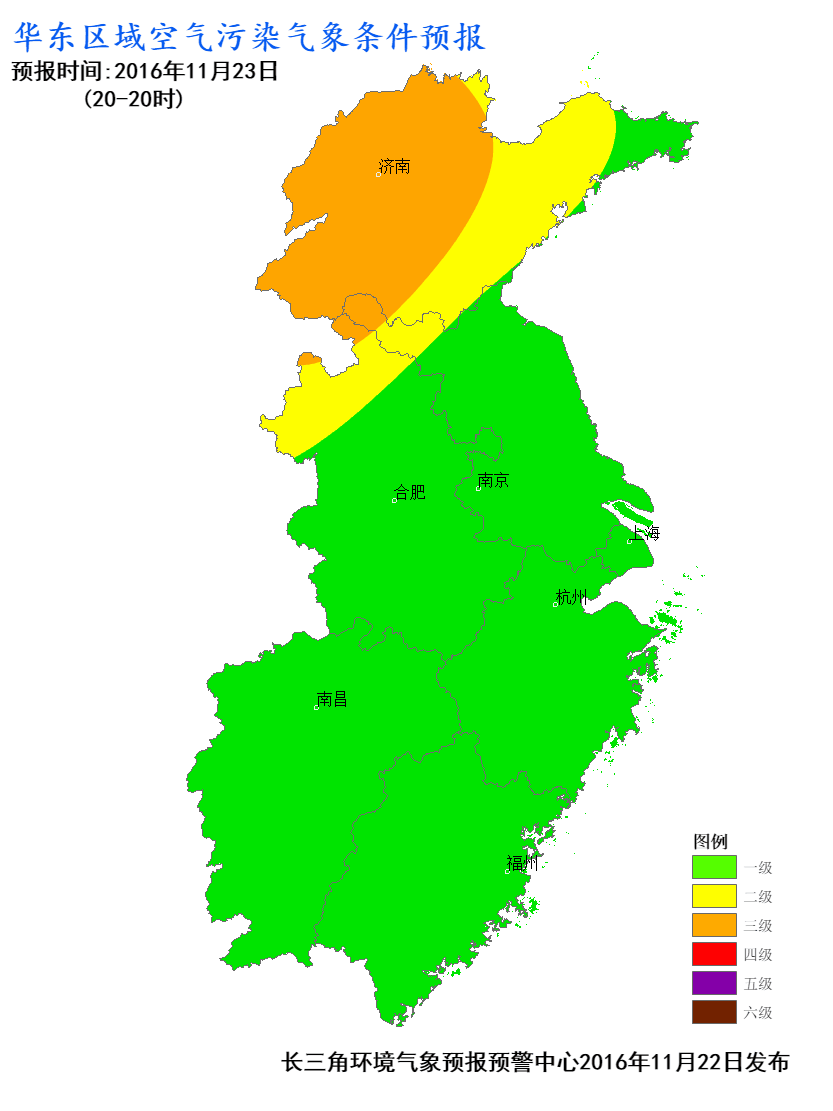 华东区域空气污染气象条件预报
预报时间:2016年11月23日
(20-20时)
济南
南京
合肥
上海
杭州
南昌
福州
图例
一级
二级
三级
四级
五级
六级
长三角环境气象预报预警中心2016年11月22日发布